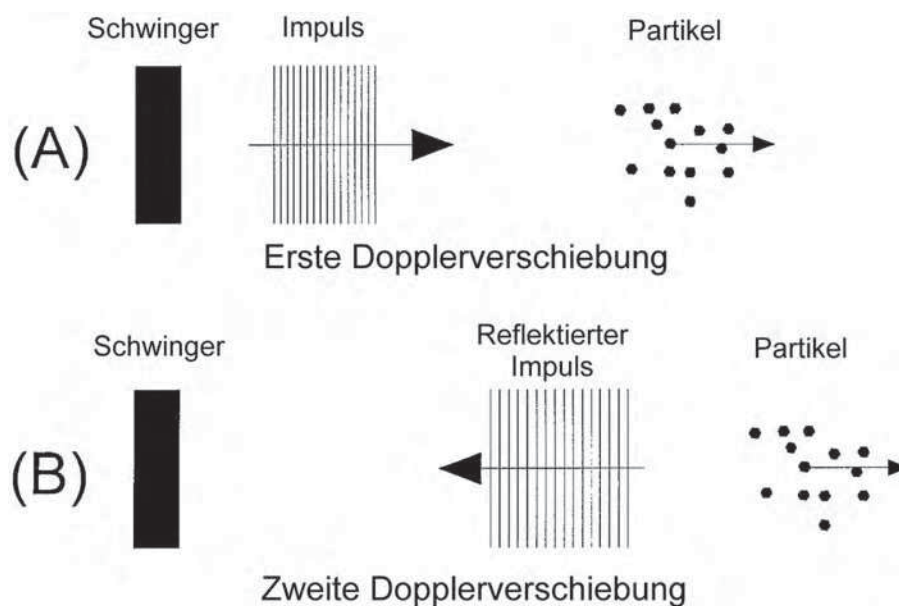 Schwinger Impuls Partikel
(A)
Erste Dopplerverschiebung
Schwinger Reflektierter Impuls Partikel
(B)
Zweite Dopplerverschiebung